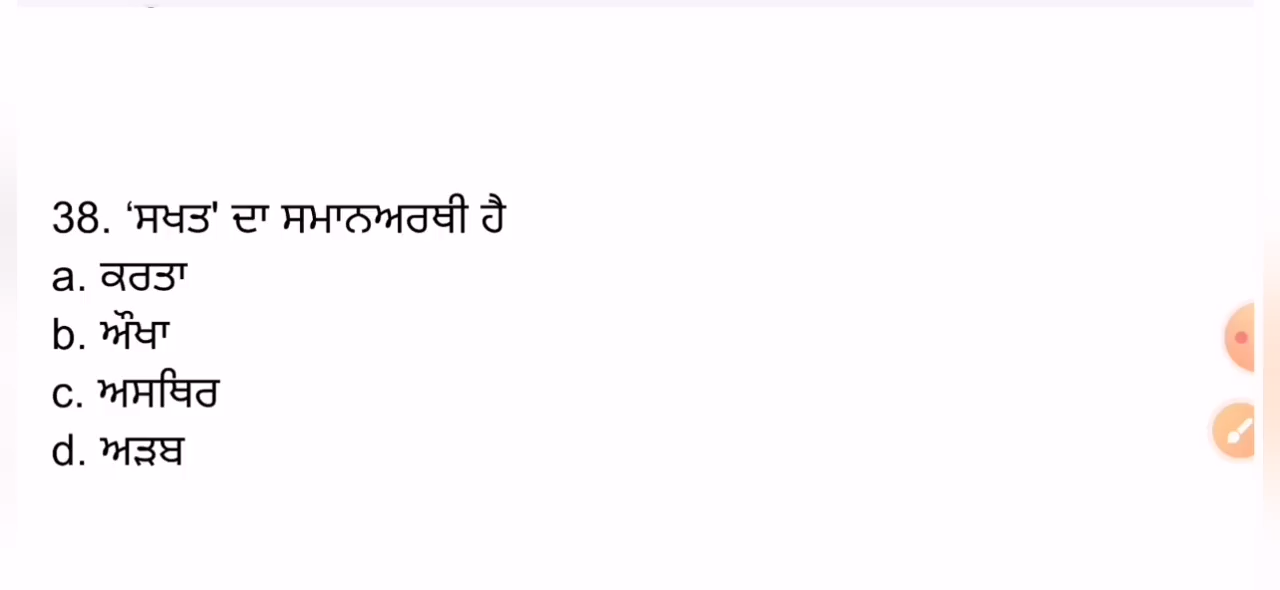 38. ‘ਸਖਤ' ਦਾ ਸਮਾਨਅਰਥੀ ਹੈ
a. ਕਰਤਾ
b. ਔਖਾ
c. ਅਸਥਿਰ
d. ਅੜਬ